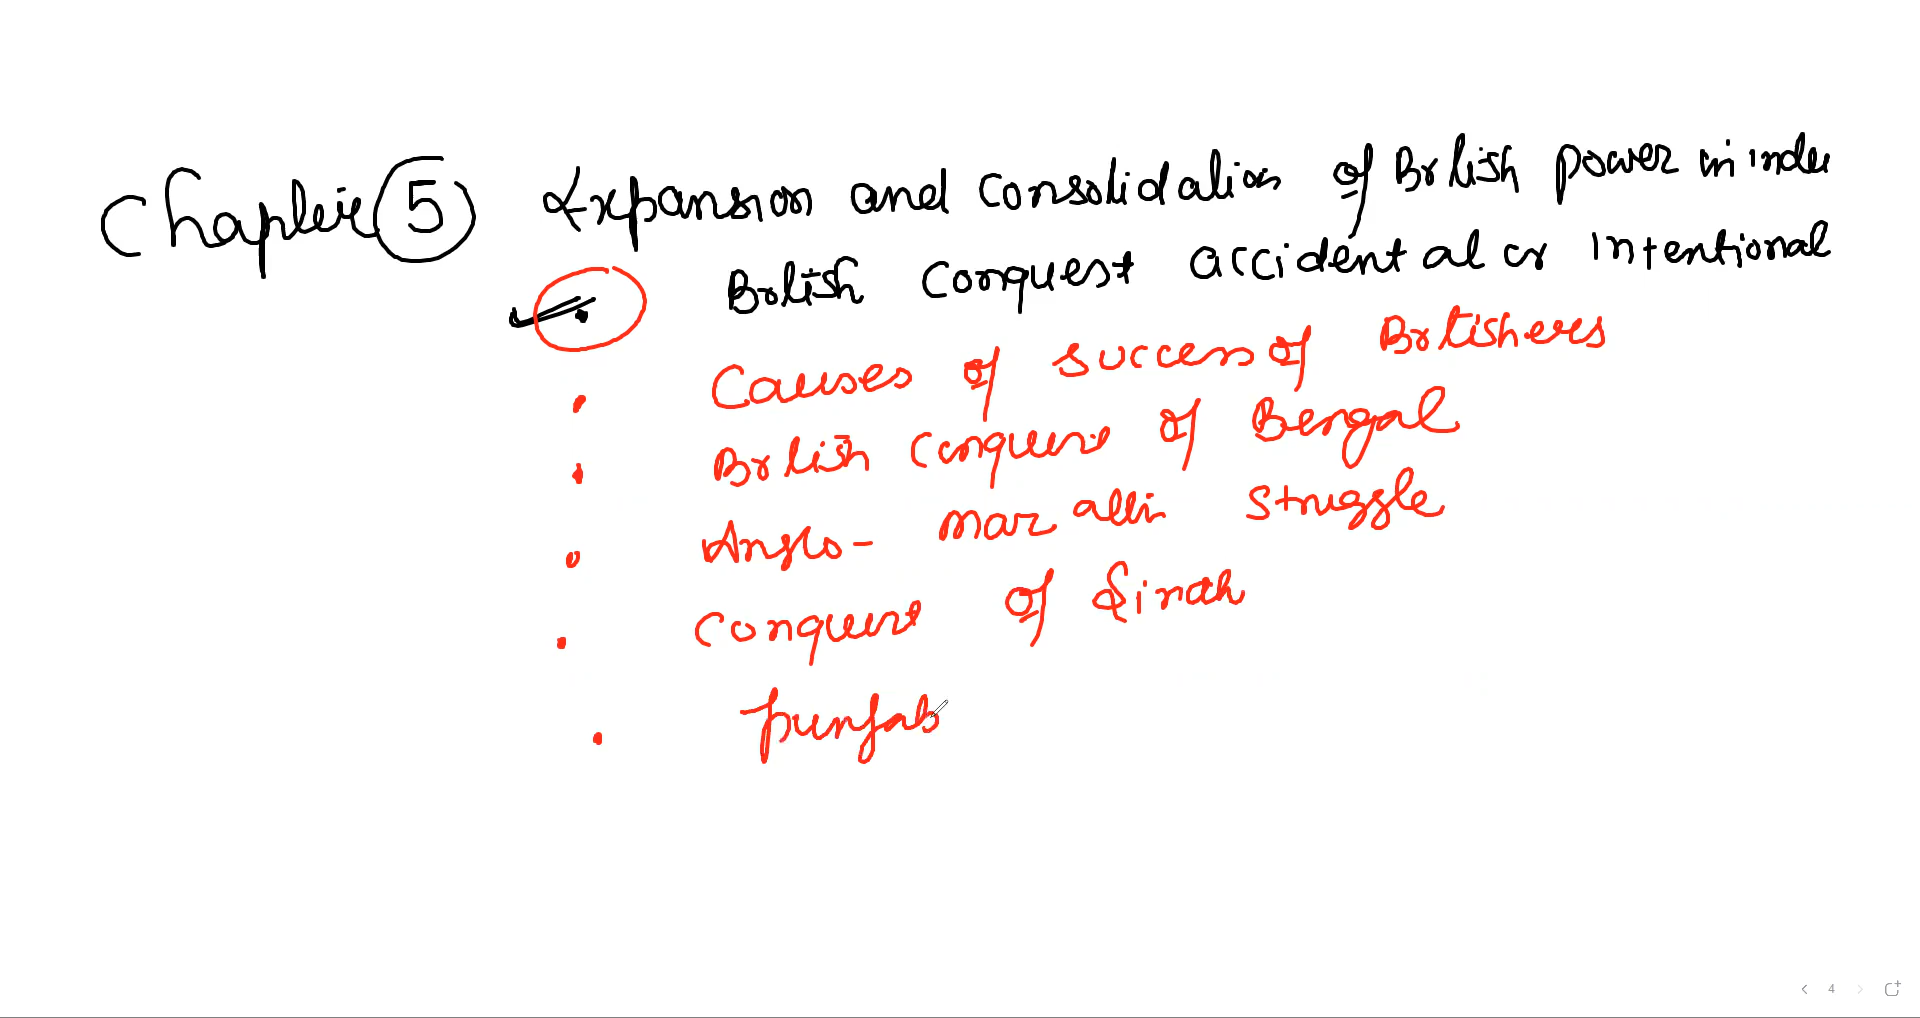 Chapter 5 Expansion and Consolidation of British power in india
British Conquest accidental or Intentional
Causes of success of Britishers
British Conquest of Bengal
Anglo- maratha Struggle
Conquest of Sindh
punjab
4